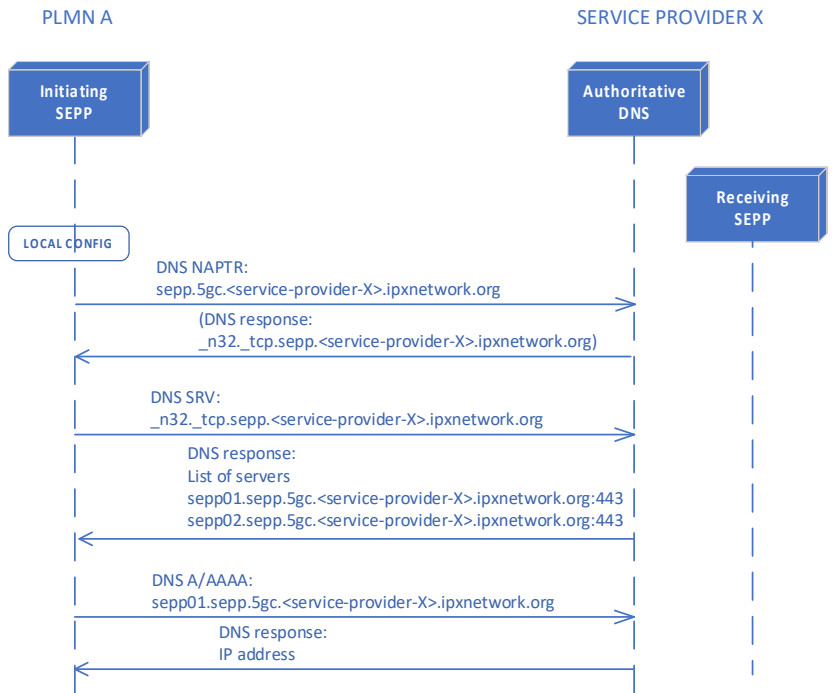 PLMN A
SERVICE PROVIDER X
Initiating
SEPP
Authoritative
DNS
Receiving
SEPP
LOCAL CONFIG
DNS NAPTR:
sepp.5gc.<service-provider-X>.ipxnetwork.org
(DNS response:
_n32._tcp.sepp.<service-provider-X>.ipxnetwork.org)
DNS SRV:
_n32._tcp.sepp.<service-provider-X>.ipxnetwork.org
DNS response:
List of servers
sepp01.sepp.5gc.<service-provider-X>.ipxnetwork.org:443
sepp02.sepp.5gc.<service-provider-X>.ipxnetwork.org:443
DNS A/AAAA:
sepp01.sepp.5gc.<service-provider-X>.ipxnetwork.org
DNS response:
IP address